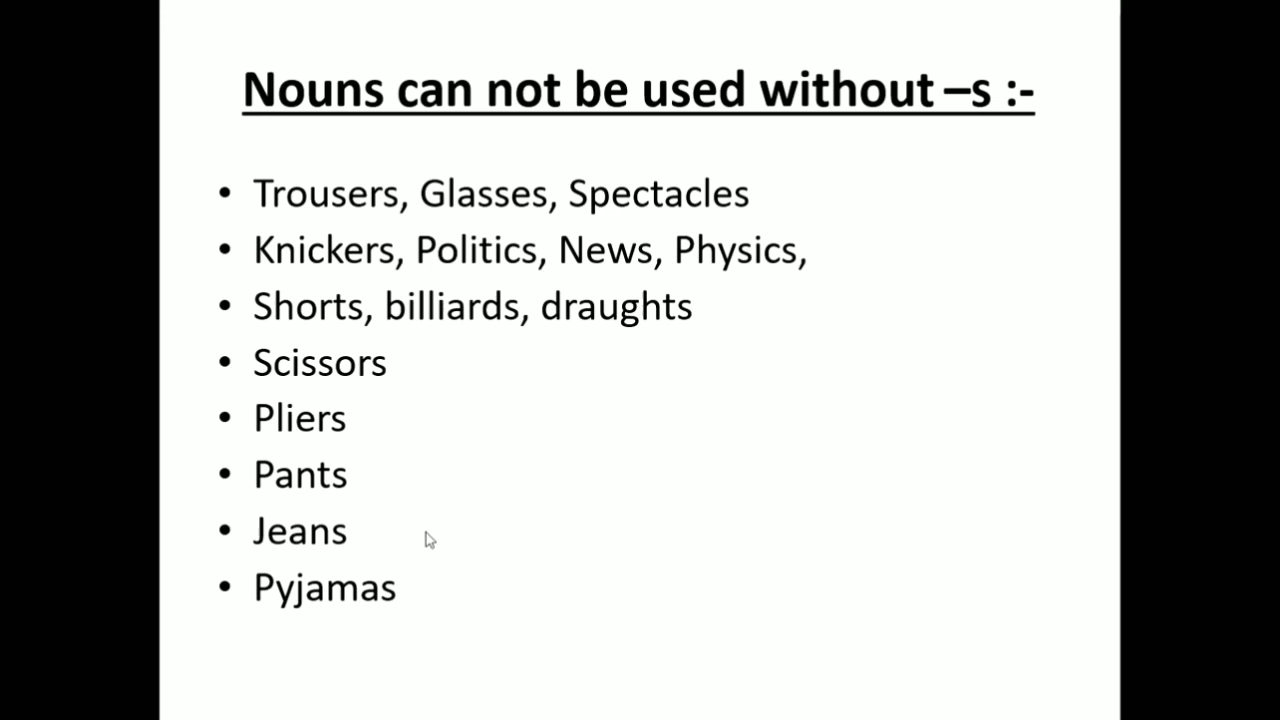 Nouns can not be used without –s :-
• Trousers, Glasses, Spectacles
• Knickers, Politics, News, Physics,
• Shorts, billiards, draughts
• Scissors
• Pliers
• Pants
• Jeans
• Pyjamas